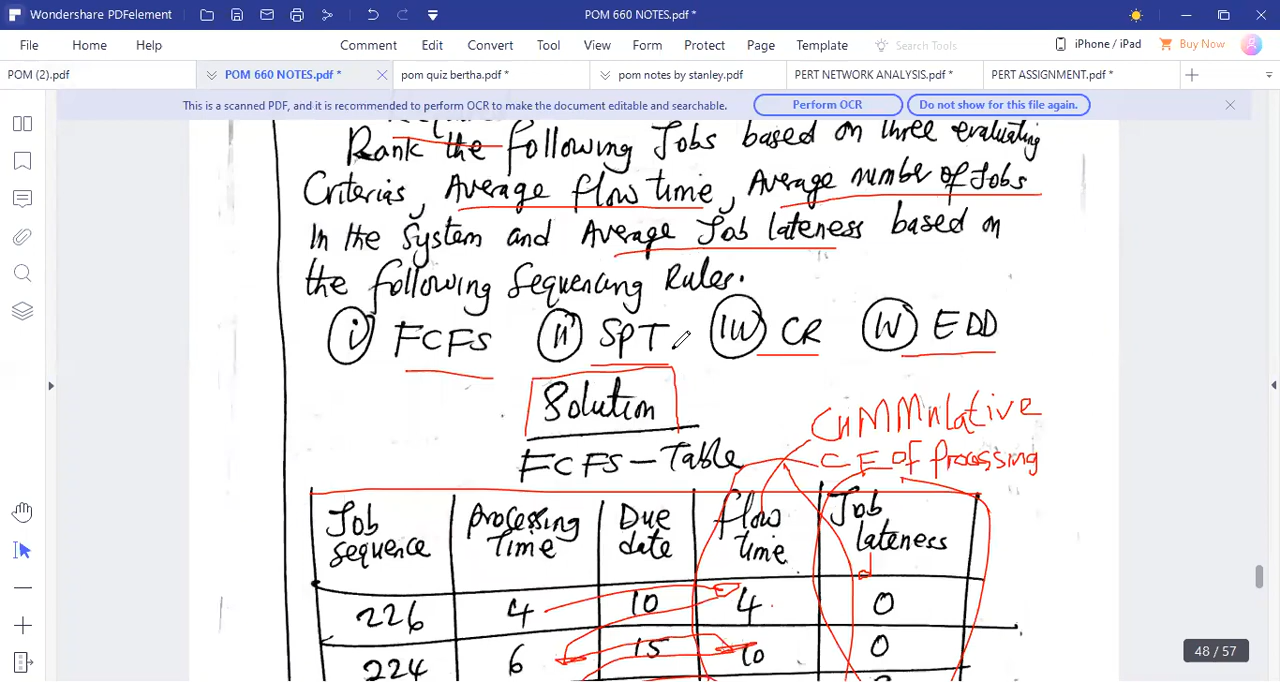 Wondershare PDFelement
POM 660 NOTES.pdf *
File Home Help Comment Edit Convert Tool View Form Protect Page Template Search Tools iPhone / iPad Buy Now
POM (2).pdf POM 660 NOTES.pdf * pom quiz bertha.pdf * pom notes by stanley.pdf PERT NETWORK ANALYSIS.pdf * PERT ASSIGNMENT.pdf *
This is a scanned PDF, and it is recommended to perform OCR to make the document editable and searchable. Perform OCR Do not show for this file again.
Rank the following Jobs based on three evaluating
Criterias, Average flow time, Average number of Jobs
In the System and Average Job lateness based on
the following Sequencing Rules.
(i) FCFS (ii) SPT (iii) CR (iv) EDD
Solution
CuMMulative
FCFS – Table
C.F of processing
Job sequence Processing Time Due date Flow time Job lateness
226 4 10 4 0
224 6 15 10 0
48 / 57